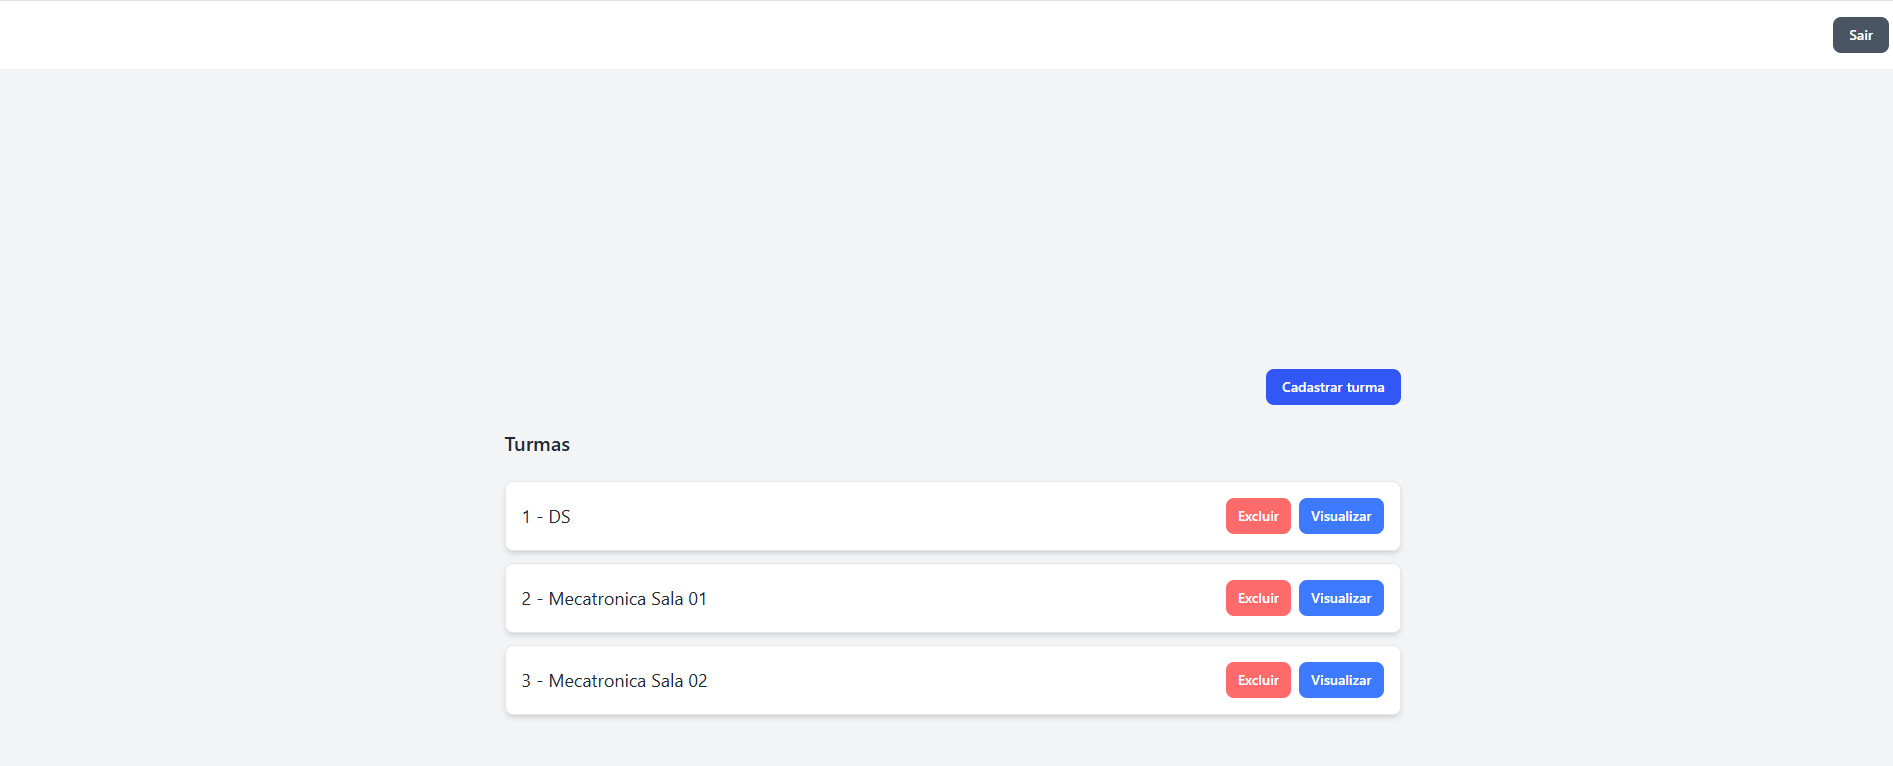 Sair
Cadastrar turma
Turmas
1 - DS Excluir Visualizar
2 - Mecatronica Sala 01 Excluir Visualizar
3 - Mecatronica Sala 02 Excluir Visualizar